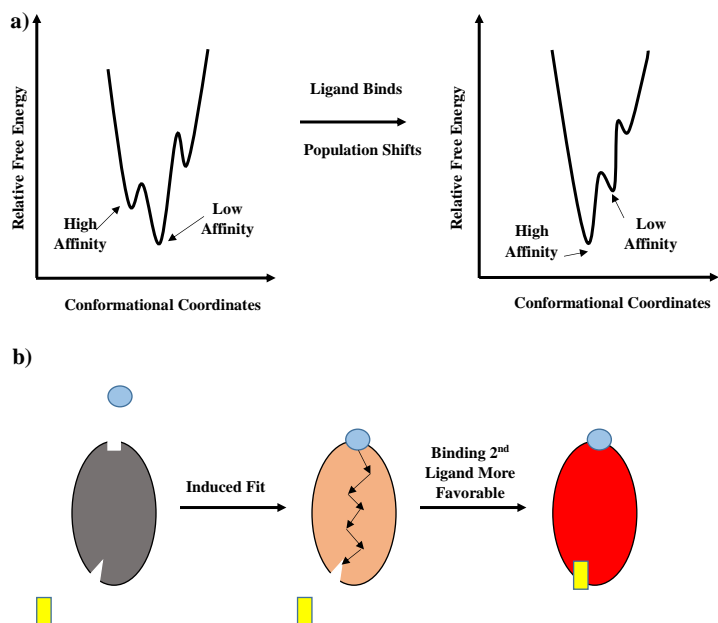 a)
Relative Free Energy
High
Affinity
Low
Affinity
Conformational Coordinates
Ligand Binds
Population Shifts
Relative Free Energy
High
Affinity
Low
Affinity
Conformational Coordinates
b)
Induced Fit
Binding 2nd
Ligand More
Favorable